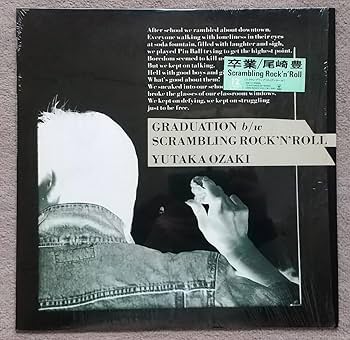 After school we rambled about downtown.
Everyone walking with loneliness in their eyes
at soda fountain, filled with laughter and sigh,
we played Pin Ball trying to get the highest point.
Boredom seemed to kill us
But we kept on talking,
Hell with good boys and gi
What's good about them!
We sneaked into our school
broke the glasses of our classroom windows.
We kept on defying, we kept on struggling
just to be free.
卒業/尾崎豊
Scrambling Rock'n'Roll
GRADUATION b/w
SCRAMBLING ROCK'N'ROLL
YUTAKA OZAKI